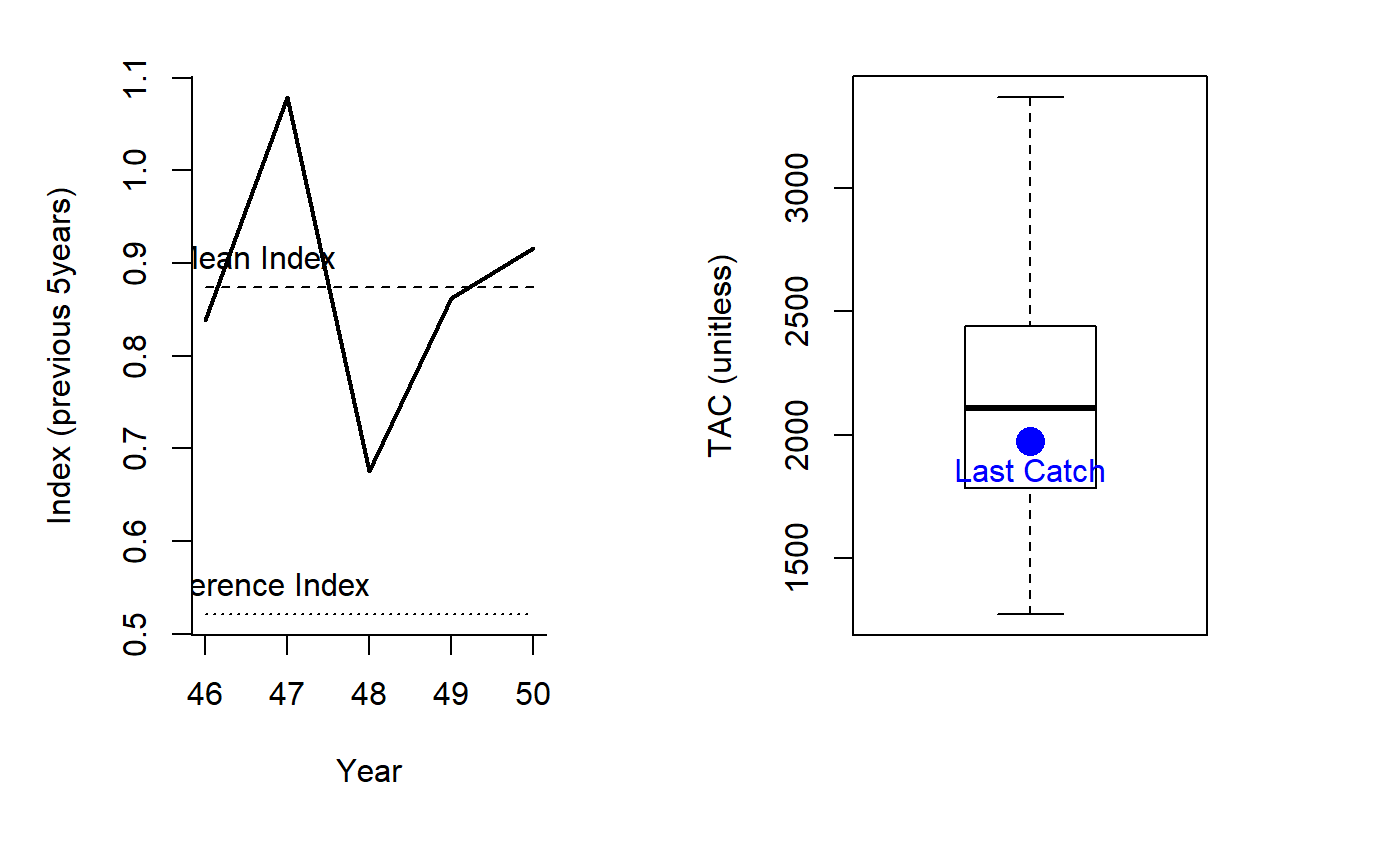 Index (previous 5years)
1.1
1.0
0.9
0.8
0.7
0.6
0.5
Mean Index
erence Index
46 47 48 49 50
Year
TAC (unitless)
3000
2500
2000
1500
Last Catch